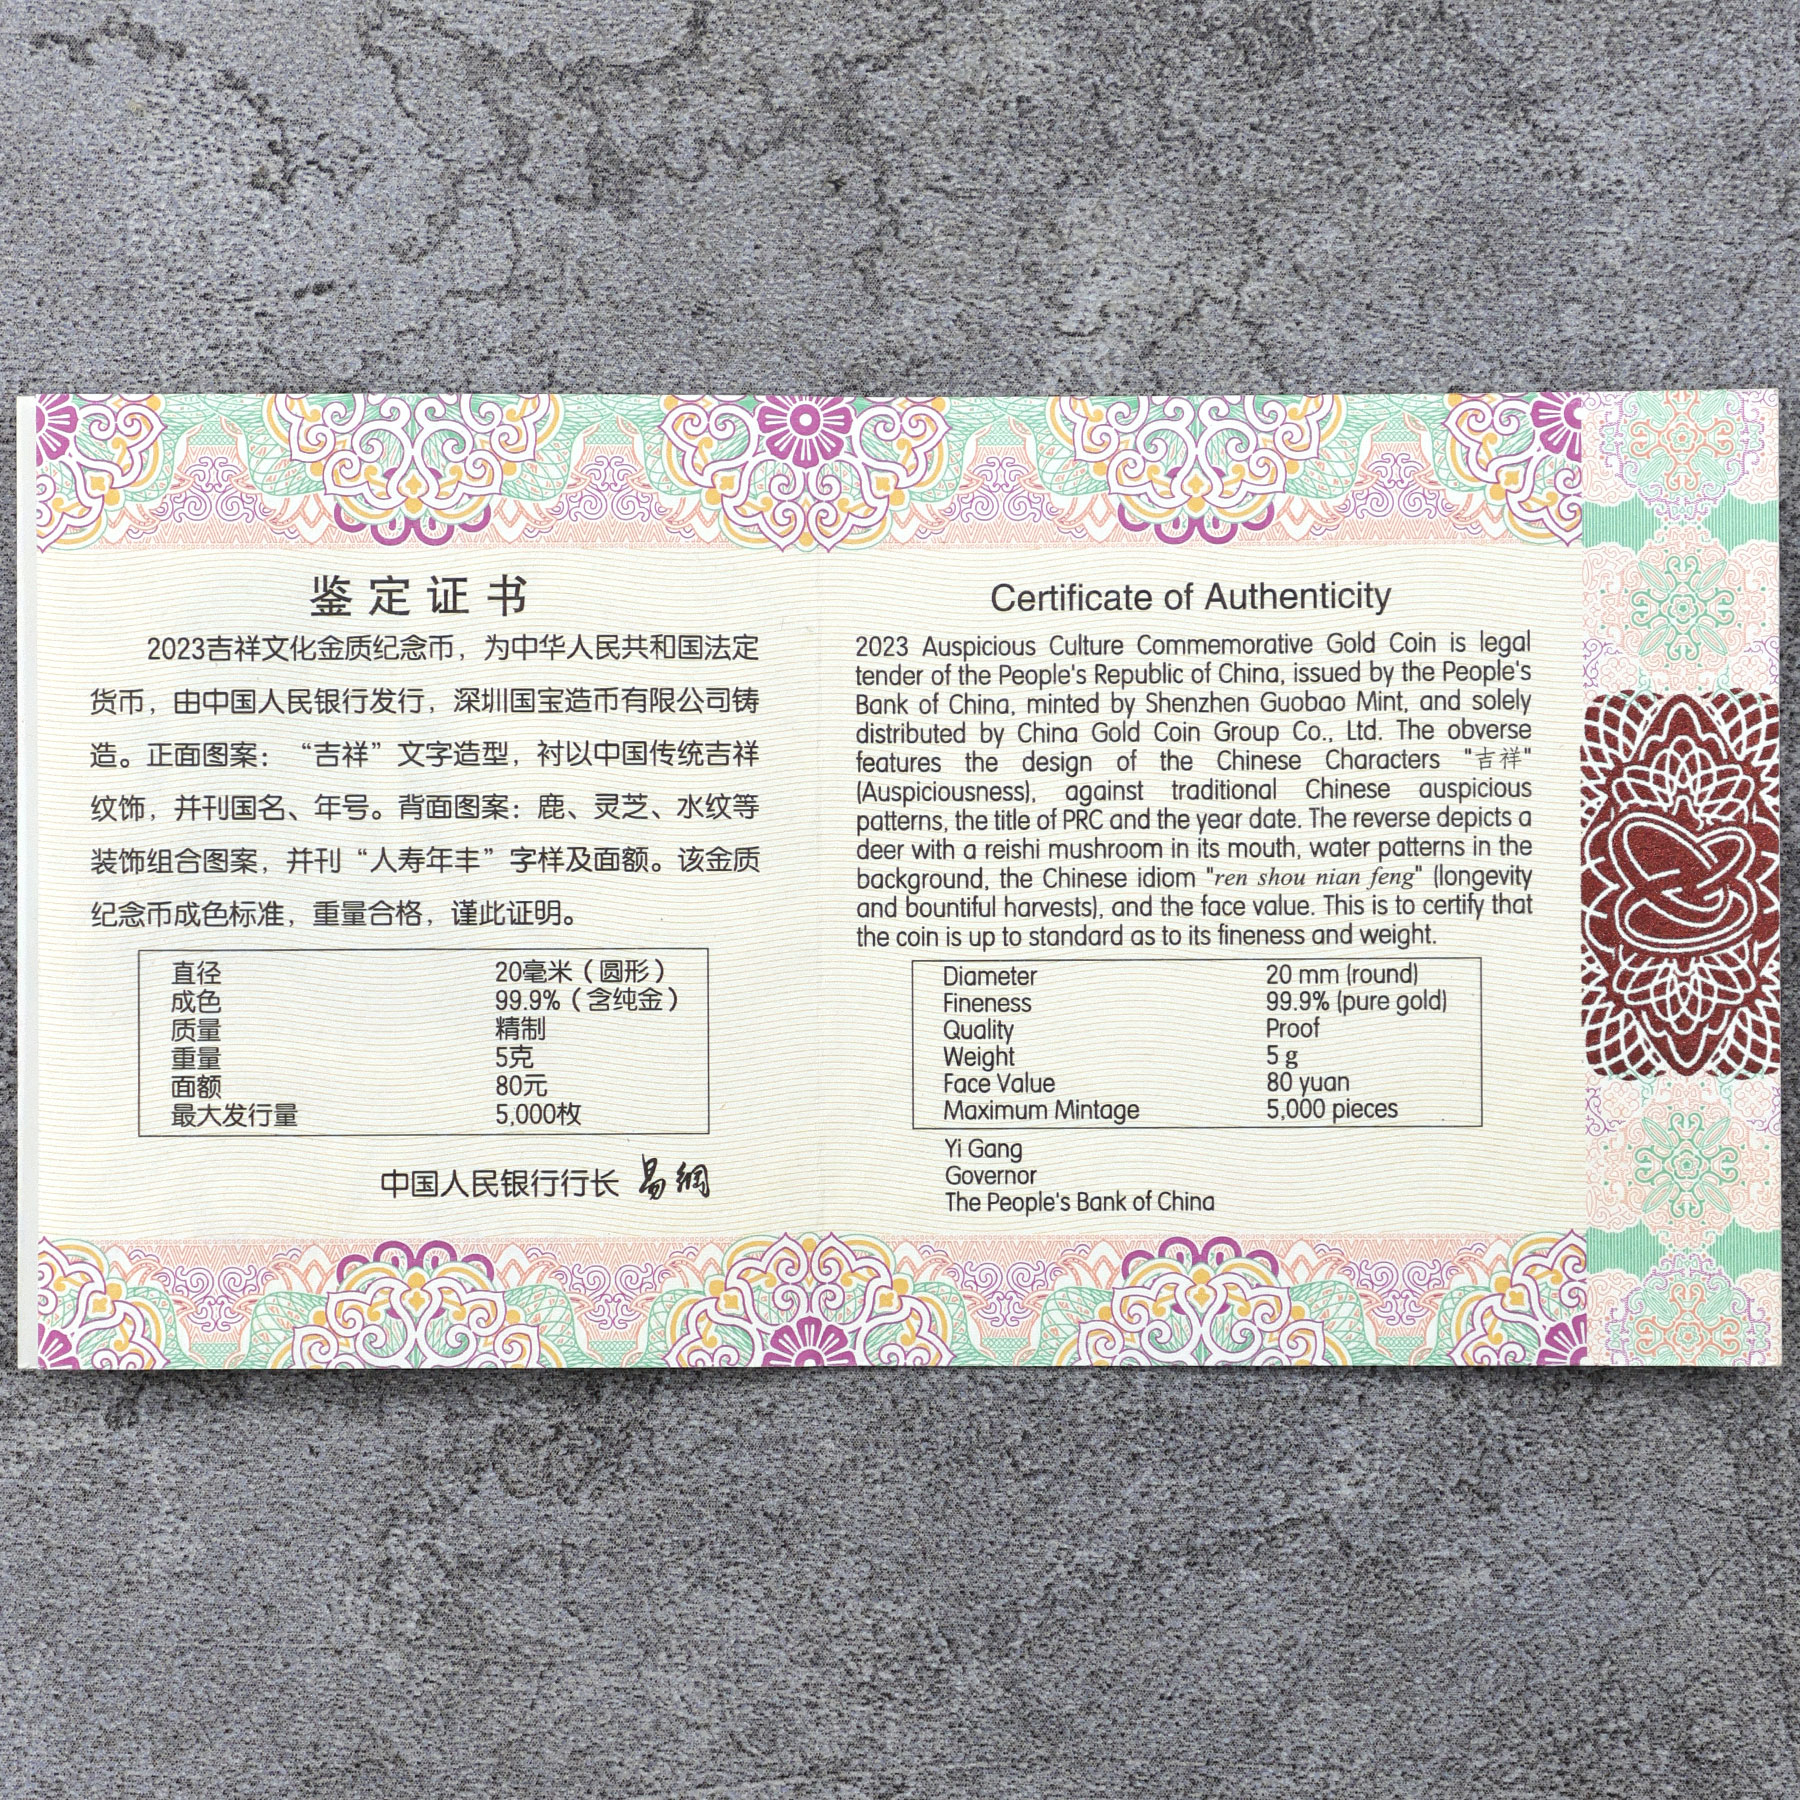 鉴定证书
2023吉祥文化金质纪念币，为中华人民共和国法定
货币，由中国人民银行发行，深圳国宝造币有限公司铸
造。正面图案：“吉祥”文字造型，衬以中国传统吉祥
纹饰，并刊国名、年号。背面图案：鹿、灵芝、水纹等
装饰组合图案，并刊“人寿年丰”字样及面额。该金质
纪念币成色标准，重量合格，谨此证明。
直径 20毫米（圆形）
成色 99.9%（含纯金）
质量 精制
重量 5克
面额 80元
最大发行量 5,000枚
中国人民银行行长 易纲
Certificate of Authenticity
2023 Auspicious Culture Commemorative Gold Coin is legal
tender of the People's Republic of China, issued by the People's
Bank of China, minted by Shenzhen Guobao Mint, and solely
distributed by China Gold Coin Group Co., Ltd. The obverse
features the design of the Chinese Characters "吉祥"
(Auspiciousness), against traditional Chinese auspicious
patterns, the title of PRC and the year date. The reverse depicts a
deer with a reishi mushroom in its mouth, water patterns in the
background, the Chinese idiom "ren shou nian feng" (longevity
and bountiful harvests), and the face value. This is to certify that
the coin is up to standard as to its fineness and weight.
Diameter 20 mm (round)
Fineness 99.9% (pure gold)
Quality Proof
Weight 5 g
Face Value 80 yuan
Maximum Mintage 5,000 pieces
Yi Gang
Governor
The People's Bank of China